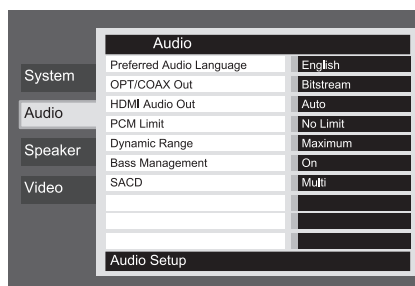 Audio
System
Audio
Speaker
Video
Preferred Audio Language English
OPT/COAX Out Bitstream
HDMI Audio Out Auto
PCM Limit No Limit
Dynamic Range Maximum
Bass Management On
SACD Multi
Audio Setup